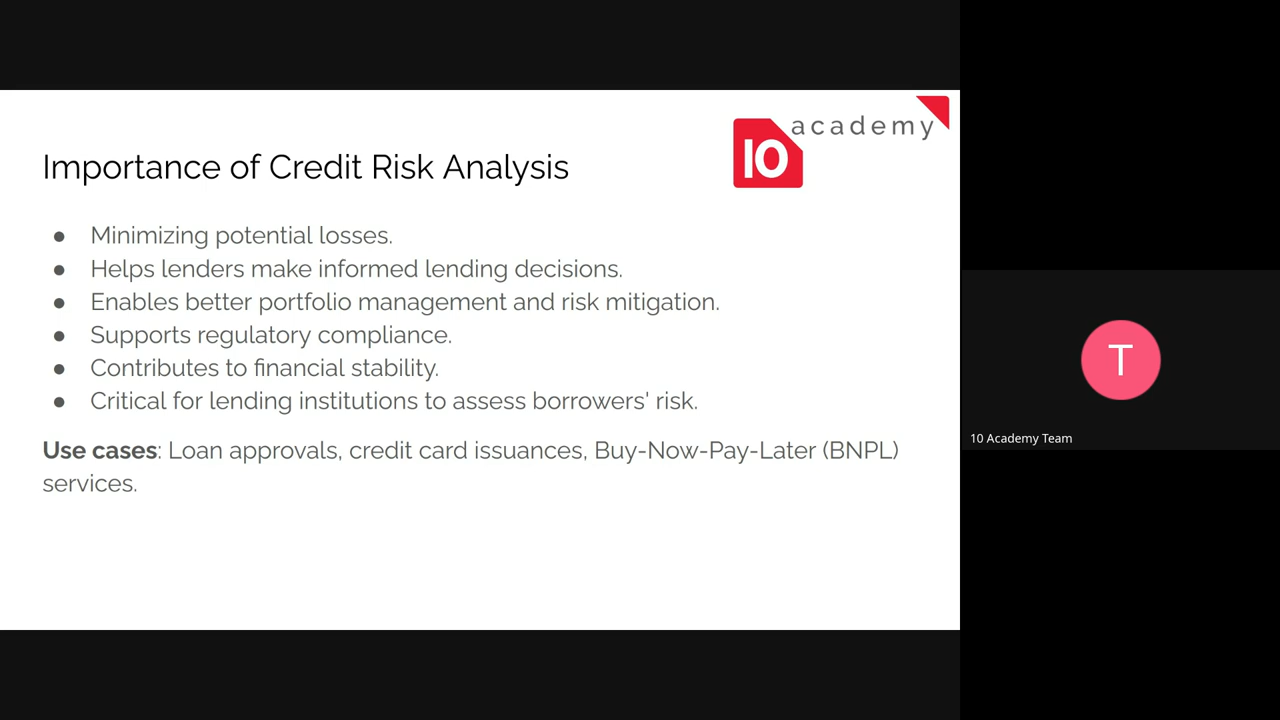 academy
10
Importance of Credit Risk Analysis
● Minimizing potential losses.
● Helps lenders make informed lending decisions.
● Enables better portfolio management and risk mitigation.
● Supports regulatory compliance.
● Contributes to financial stability.
● Critical for lending institutions to assess borrowers' risk.
Use cases: Loan approvals, credit card issuances, Buy-Now-Pay-Later (BNPL)
services.
T
10 Academy Team